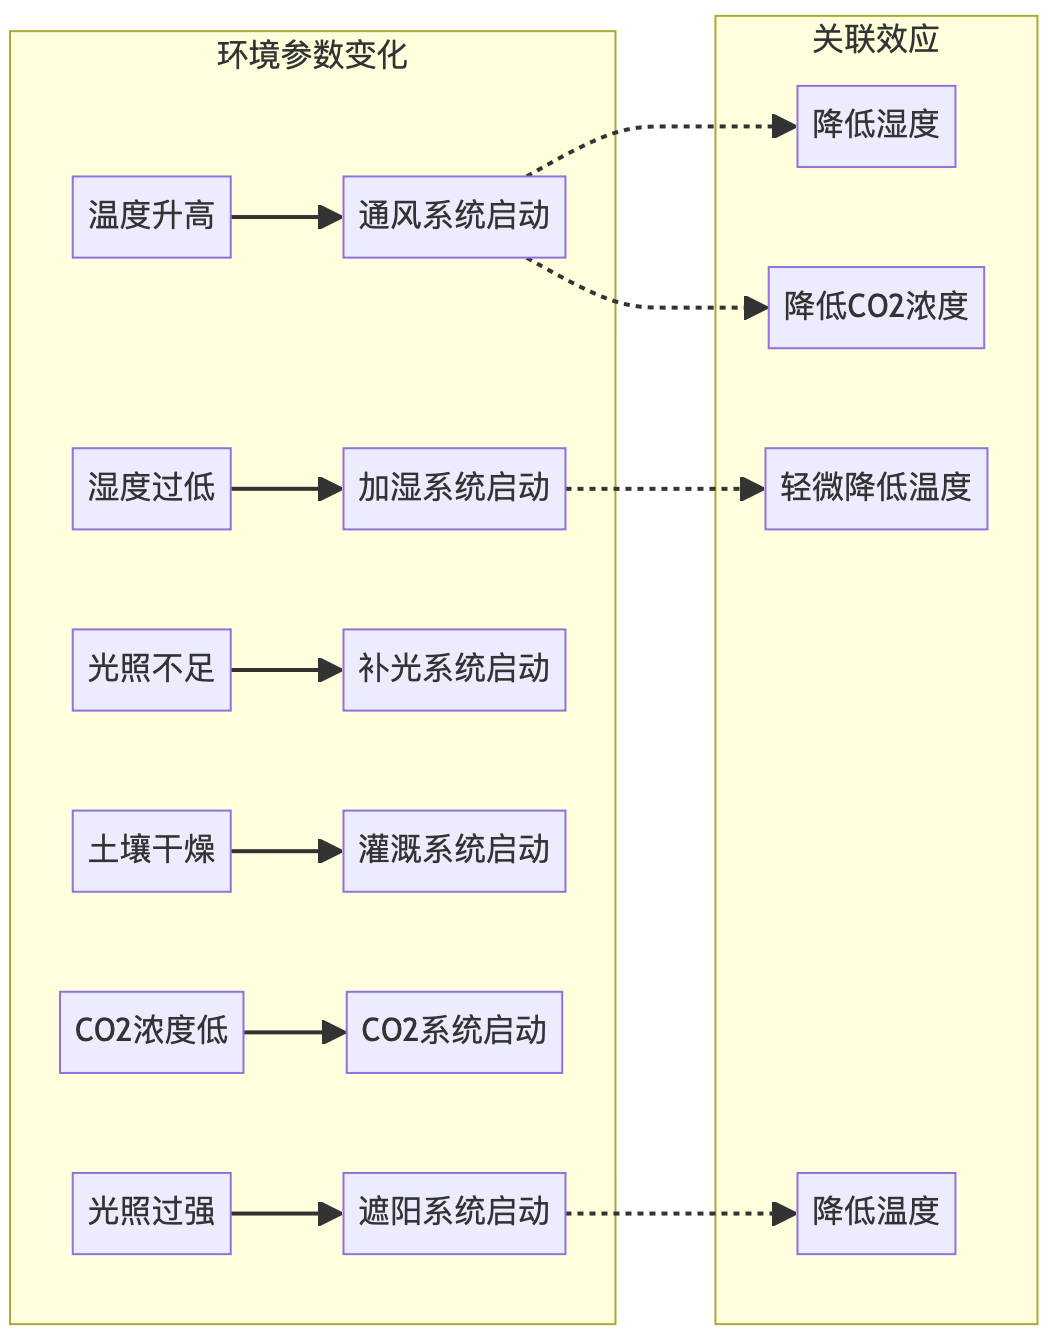 环境参数变化
关联效应
降低湿度
温度升高
通风系统启动
降低CO2浓度
湿度过低
加湿系统启动
轻微降低温度
光照不足
补光系统启动
土壤干燥
灌溉系统启动
CO2浓度低
CO2系统启动
光照过强
遮阳系统启动
降低温度